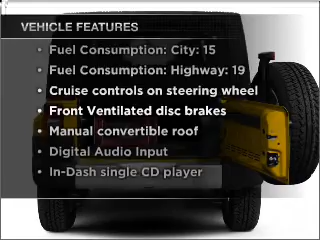 VEHICLE FEATURES
• Fuel Consumption: City: 15
• Fuel Consumption: Highway: 19
• Cruise controls on steering wheel
• Front Ventilated disc brakes
• Manual convertible roof
• Digital Audio Input
• In-Dash single CD player